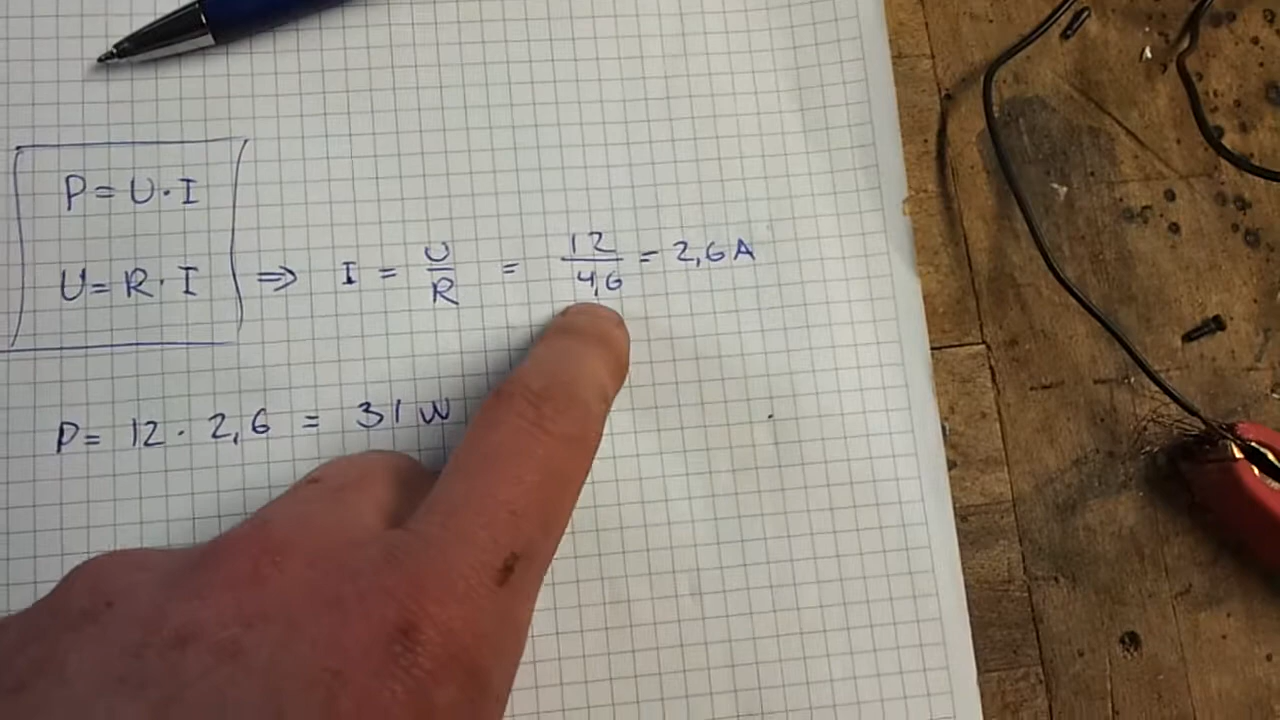 P = U · I
U = R · I ⇒ I = U/R = 12/4,6 = 2,6 A
P = 12 · 2,6 = 31 W